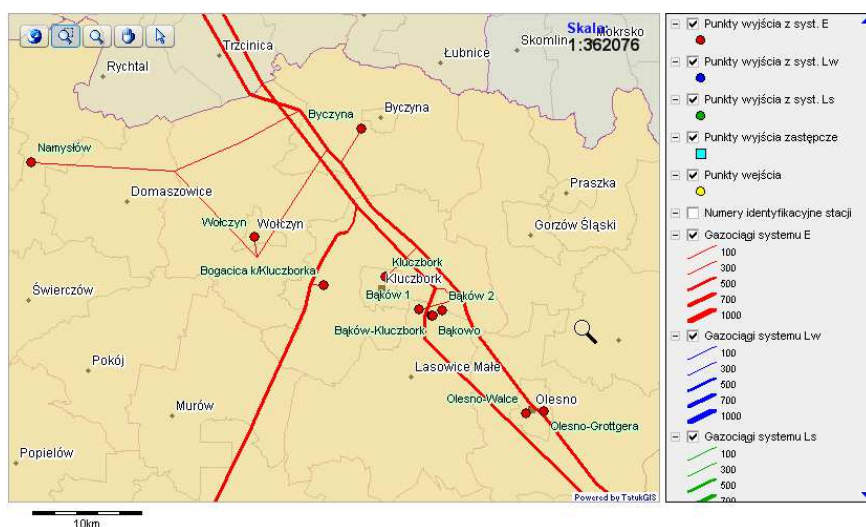 Skala:
1:362076
Mokrsko
Skomlin
Łubnice
Trzcinica
Rychtal
Byczyna
Byczyna
Namysłów
Domaszowice
Praszka
Wołczyn
Wołczyn
Gorzów Śląski
Kluczbork
Kluczbork
Bogacica k/Kluczborka
Świerczów
Bąków 1
Bąków 2
Bąków-Kluczbork
Bąkowo
Pokój
Lasowice Małe
Olesno-Walce
Olesno
Murów
Olesno-Grottgera
Popielów
Powered by TatukGIS
10km
Punkty wyjścia z syst. E
Punkty wyjścia z syst. Lw
Punkty wyjścia z syst. Ls
Punkty wyjścia zastępcze
Punkty wejścia
Numery identyfikacyjne stacji
Gazociągi systemu E
100
300
500
700
1000
Gazociągi systemu Lw
100
300
500
700
1000
Gazociągi systemu Ls
100
300
500
700